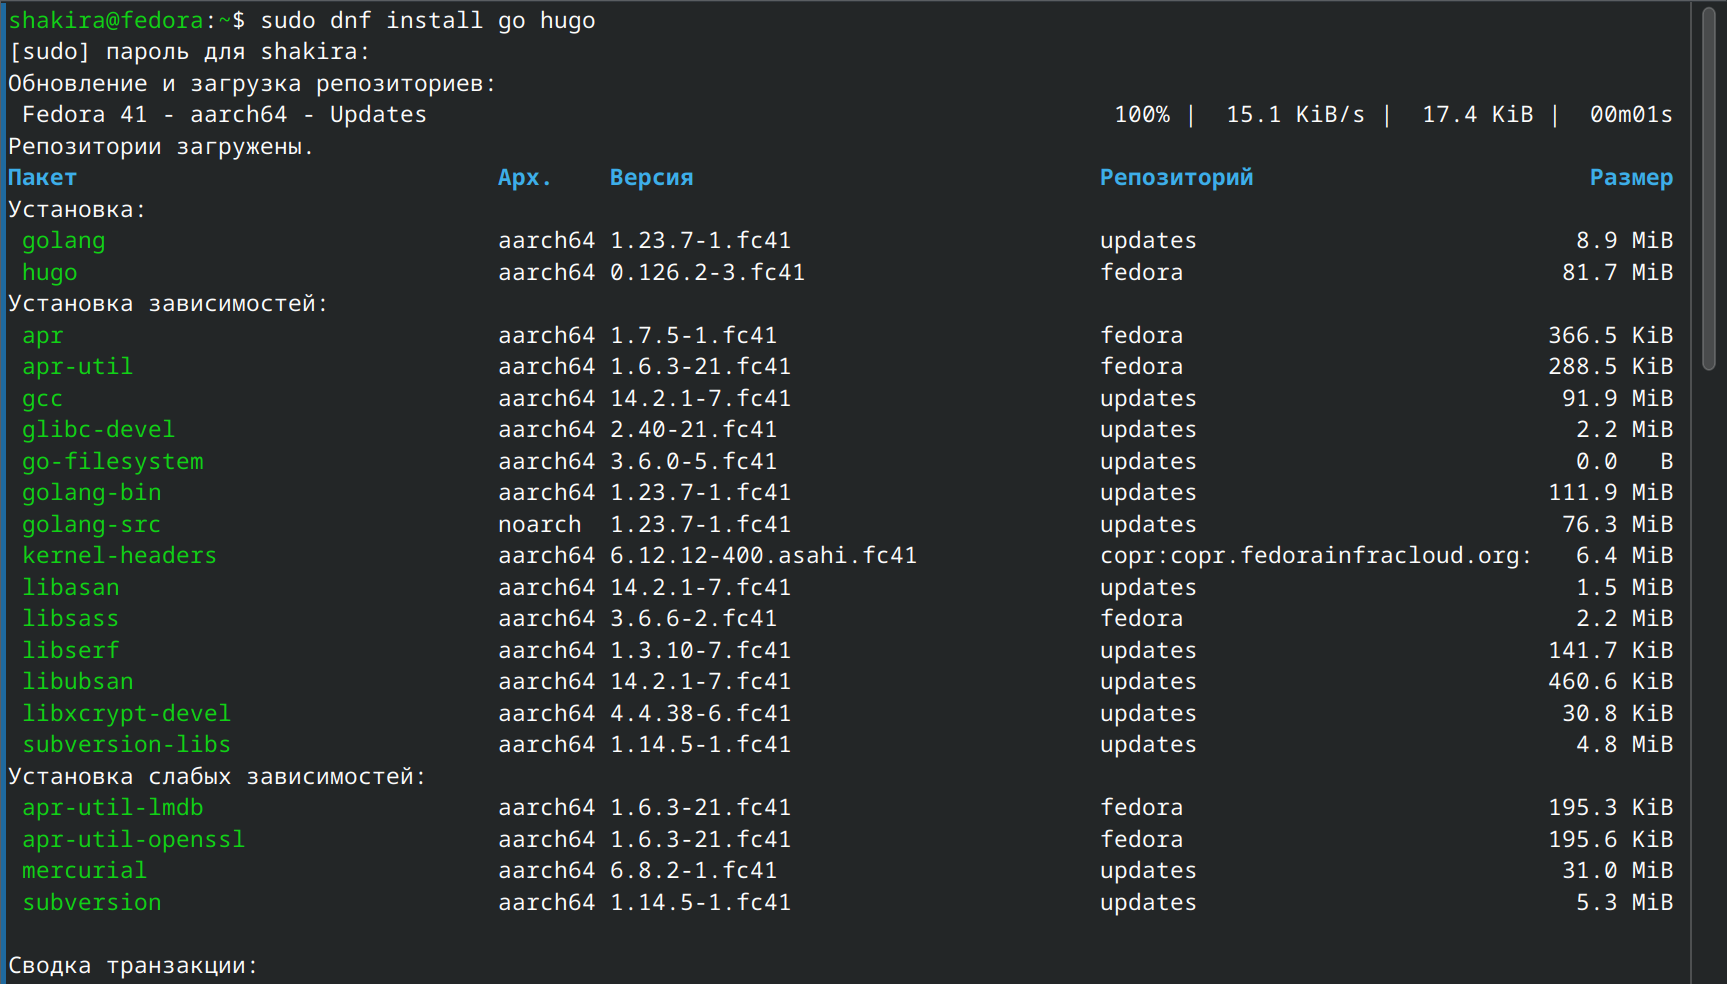 shakira@fedora:~$ sudo dnf install go hugo
[sudo] пароль для shakira:
Обновление и загрузка репозиториев:
 Fedora 41 - aarch64 - Updates 100% | 15.1 KiB/s | 17.4 KiB | 00m01s
Репозитории загружены.
Пакет Арх. Версия Репозиторий Размер
Установка:
 golang aarch64 1.23.7-1.fc41 updates 8.9 MiB
 hugo aarch64 0.126.2-3.fc41 fedora 81.7 MiB
Установка зависимостей:
 apr aarch64 1.7.5-1.fc41 fedora 366.5 KiB
 apr-util aarch64 1.6.3-21.fc41 fedora 288.5 KiB
 gcc aarch64 14.2.1-7.fc41 updates 91.9 MiB
 glibc-devel aarch64 2.40-21.fc41 updates 2.2 MiB
 go-filesystem aarch64 3.6.0-5.fc41 updates 0.0 B
 golang-bin aarch64 1.23.7-1.fc41 updates 111.9 MiB
 golang-src noarch 1.23.7-1.fc41 updates 76.3 MiB
 kernel-headers aarch64 6.12.12-400.asahi.fc41 copr:copr.fedorainfracloud.org: 6.4 MiB
 libasan aarch64 14.2.1-7.fc41 updates 1.5 MiB
 libsass aarch64 3.6.6-2.fc41 fedora 2.2 MiB
 libserf aarch64 1.3.10-7.fc41 updates 141.7 KiB
 libubsan aarch64 14.2.1-7.fc41 updates 460.6 KiB
 libxcrypt-devel aarch64 4.4.38-6.fc41 updates 30.8 KiB
 subversion-libs aarch64 1.14.5-1.fc41 updates 4.8 MiB
Установка слабых зависимостей:
 apr-util-lmdb aarch64 1.6.3-21.fc41 fedora 195.3 KiB
 apr-util-openssl aarch64 1.6.3-21.fc41 fedora 195.6 KiB
 mercurial aarch64 6.8.2-1.fc41 updates 31.0 MiB
 subversion aarch64 1.14.5-1.fc41 updates 5.3 MiB
Сводка транзакции: